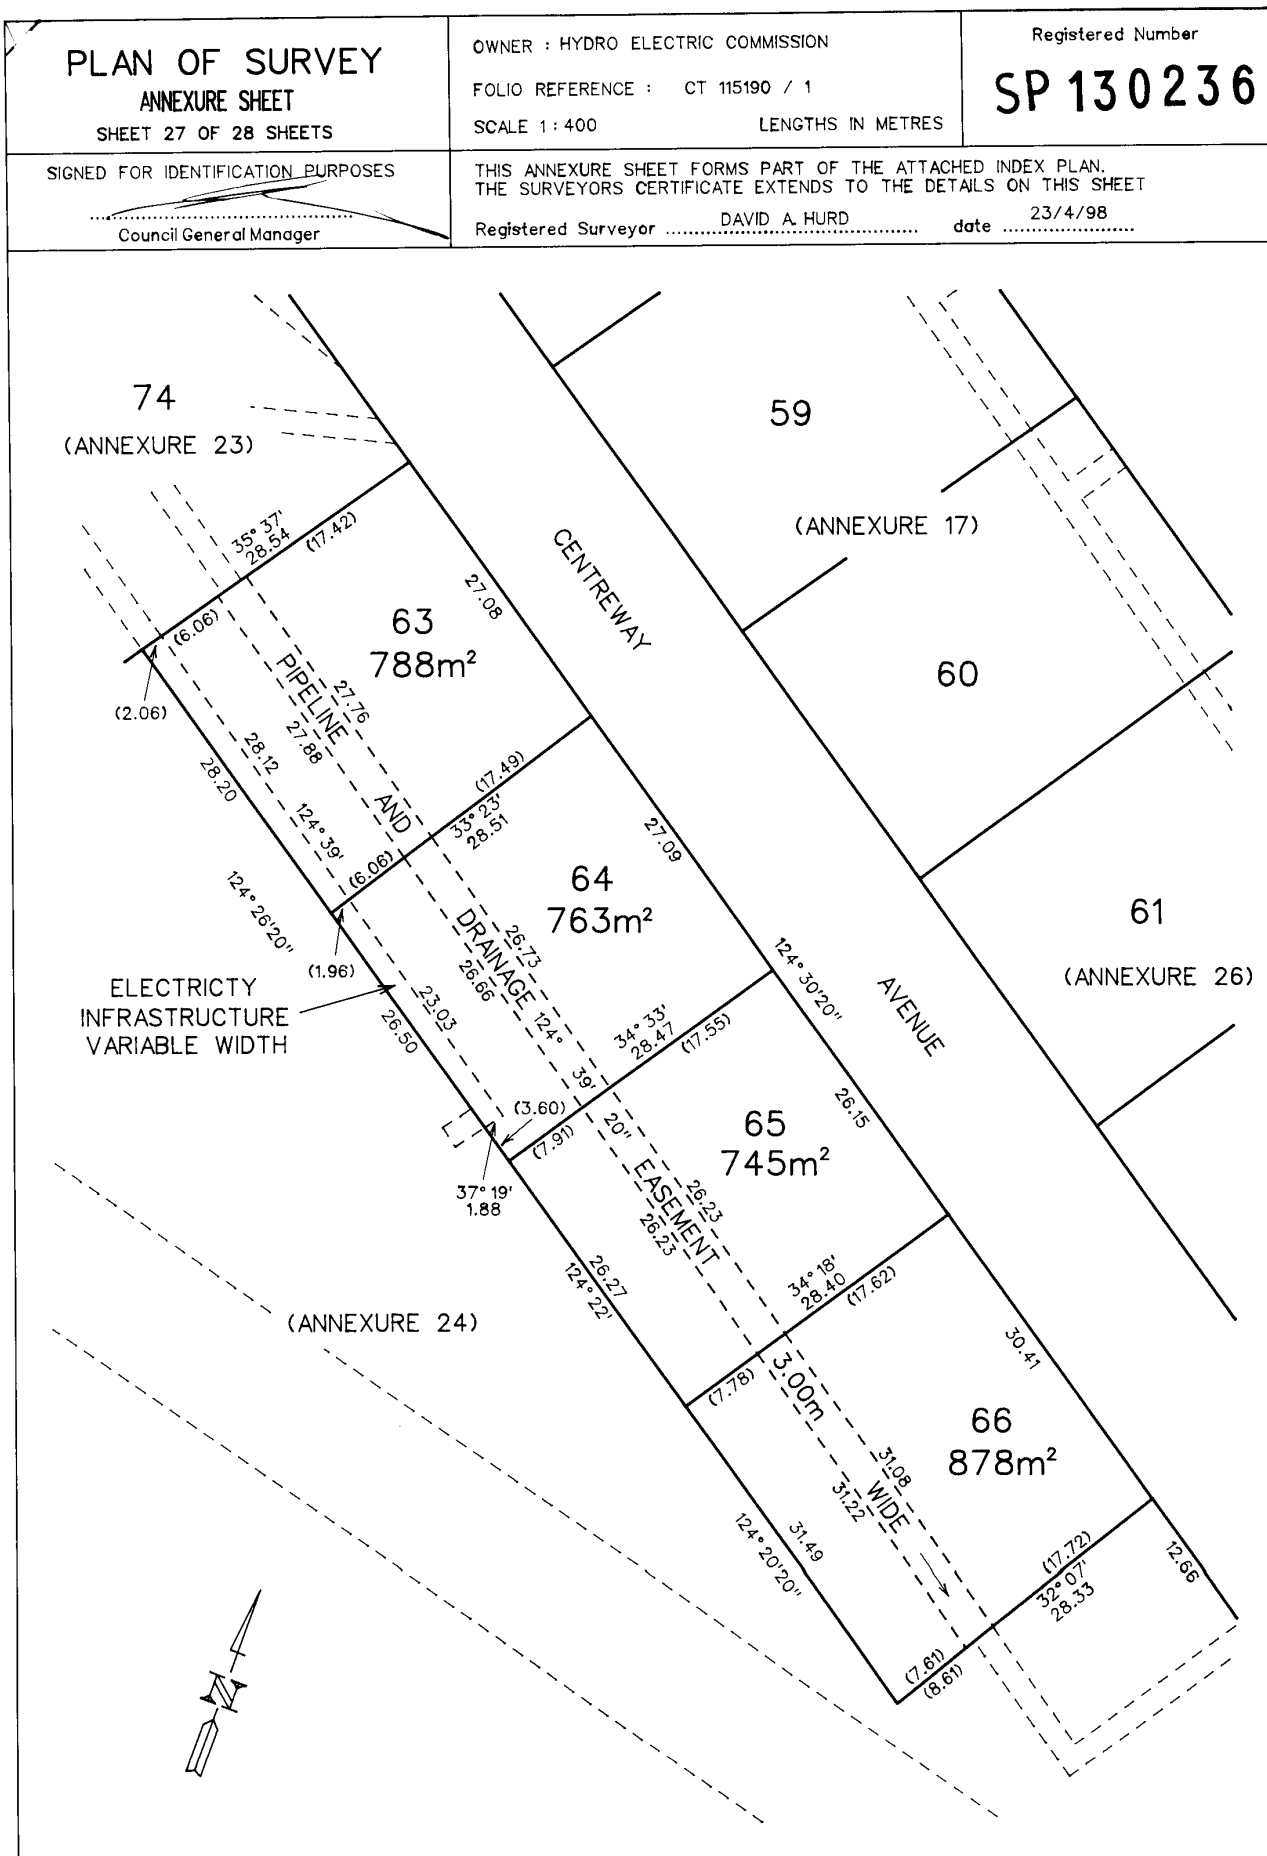 PLAN OF SURVEY
ANNEXURE SHEET
SHEET 27 OF 28 SHEETS
OWNER : HYDRO ELECTRIC COMMISSION
FOLIO REFERENCE : CT 115190 / 1
SCALE 1 : 400 LENGTHS IN METRES
Registered Number
SP 130236
SIGNED FOR IDENTIFICATION PURPOSES
Council General Manager
THIS ANNEXURE SHEET FORMS PART OF THE ATTACHED INDEX PLAN.
THE SURVEYORS CERTIFICATE EXTENDS TO THE DETAILS ON THIS SHEET
Registered Surveyor DAVID A. HURD date 23/4/98
74
(ANNEXURE 23)
59
(ANNEXURE 17)
35° 37'
28.54
(17.42)
CENTREWAY
27.08
63
788m²
(6.06)
(2.06)
60
PIPELINE
27.76
27.88
28.12
28.20
124° 39'
AND
(17.49)
33° 23'
28.51
27.09
(6.06)
64
763m²
61
(ANNEXURE 26)
124° 26'20"
(1.96)
DRAINAGE
26.73
26.66
124° 30'20"
AVENUE
ELECTRICTY
INFRASTRUCTURE
VARIABLE WIDTH
23.03
26.50
124°
39'
20"
34° 33'
28.47
(17.55)
26.15
(3.60)
(7.91)
65
745m²
37° 19'
1.88
EASEMENT
26.23
26.23
26.27
124° 22'
34° 18'
28.40
(17.62)
(ANNEXURE 24)
30.41
(7.78)
3.00m
66
878m²
31.08
31.22
WIDE
31.49
124° 20'20"
(17.72)
32° 07'
28.33
12.66
(7.61)
(8.61)
N